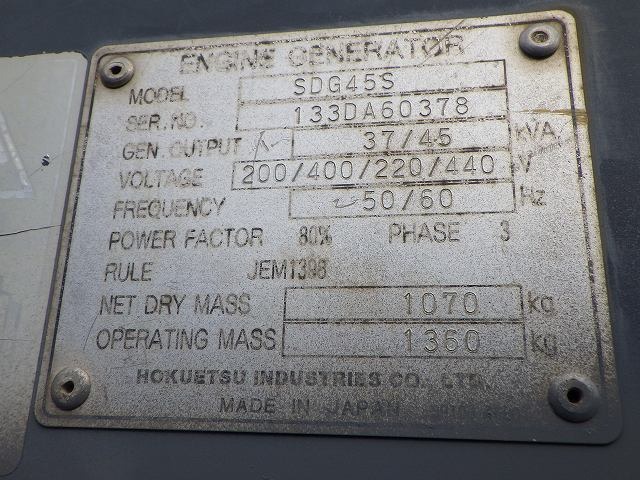 ENGINE GENERATOR
MODEL SDG45S
SER.NO. 133DA60378
GEN.OUTPUT 37/45 kVA
VOLTAGE 200/400/220/440 V
FREQUENCY 50/60 Hz
POWER FACTOR 80% PHASE 3
RULE JEM1398
NET DRY MASS 1070 kg
OPERATING MASS 1360 kg
HOKUETSU INDUSTRIES CO., LTD.
MADE IN JAPAN